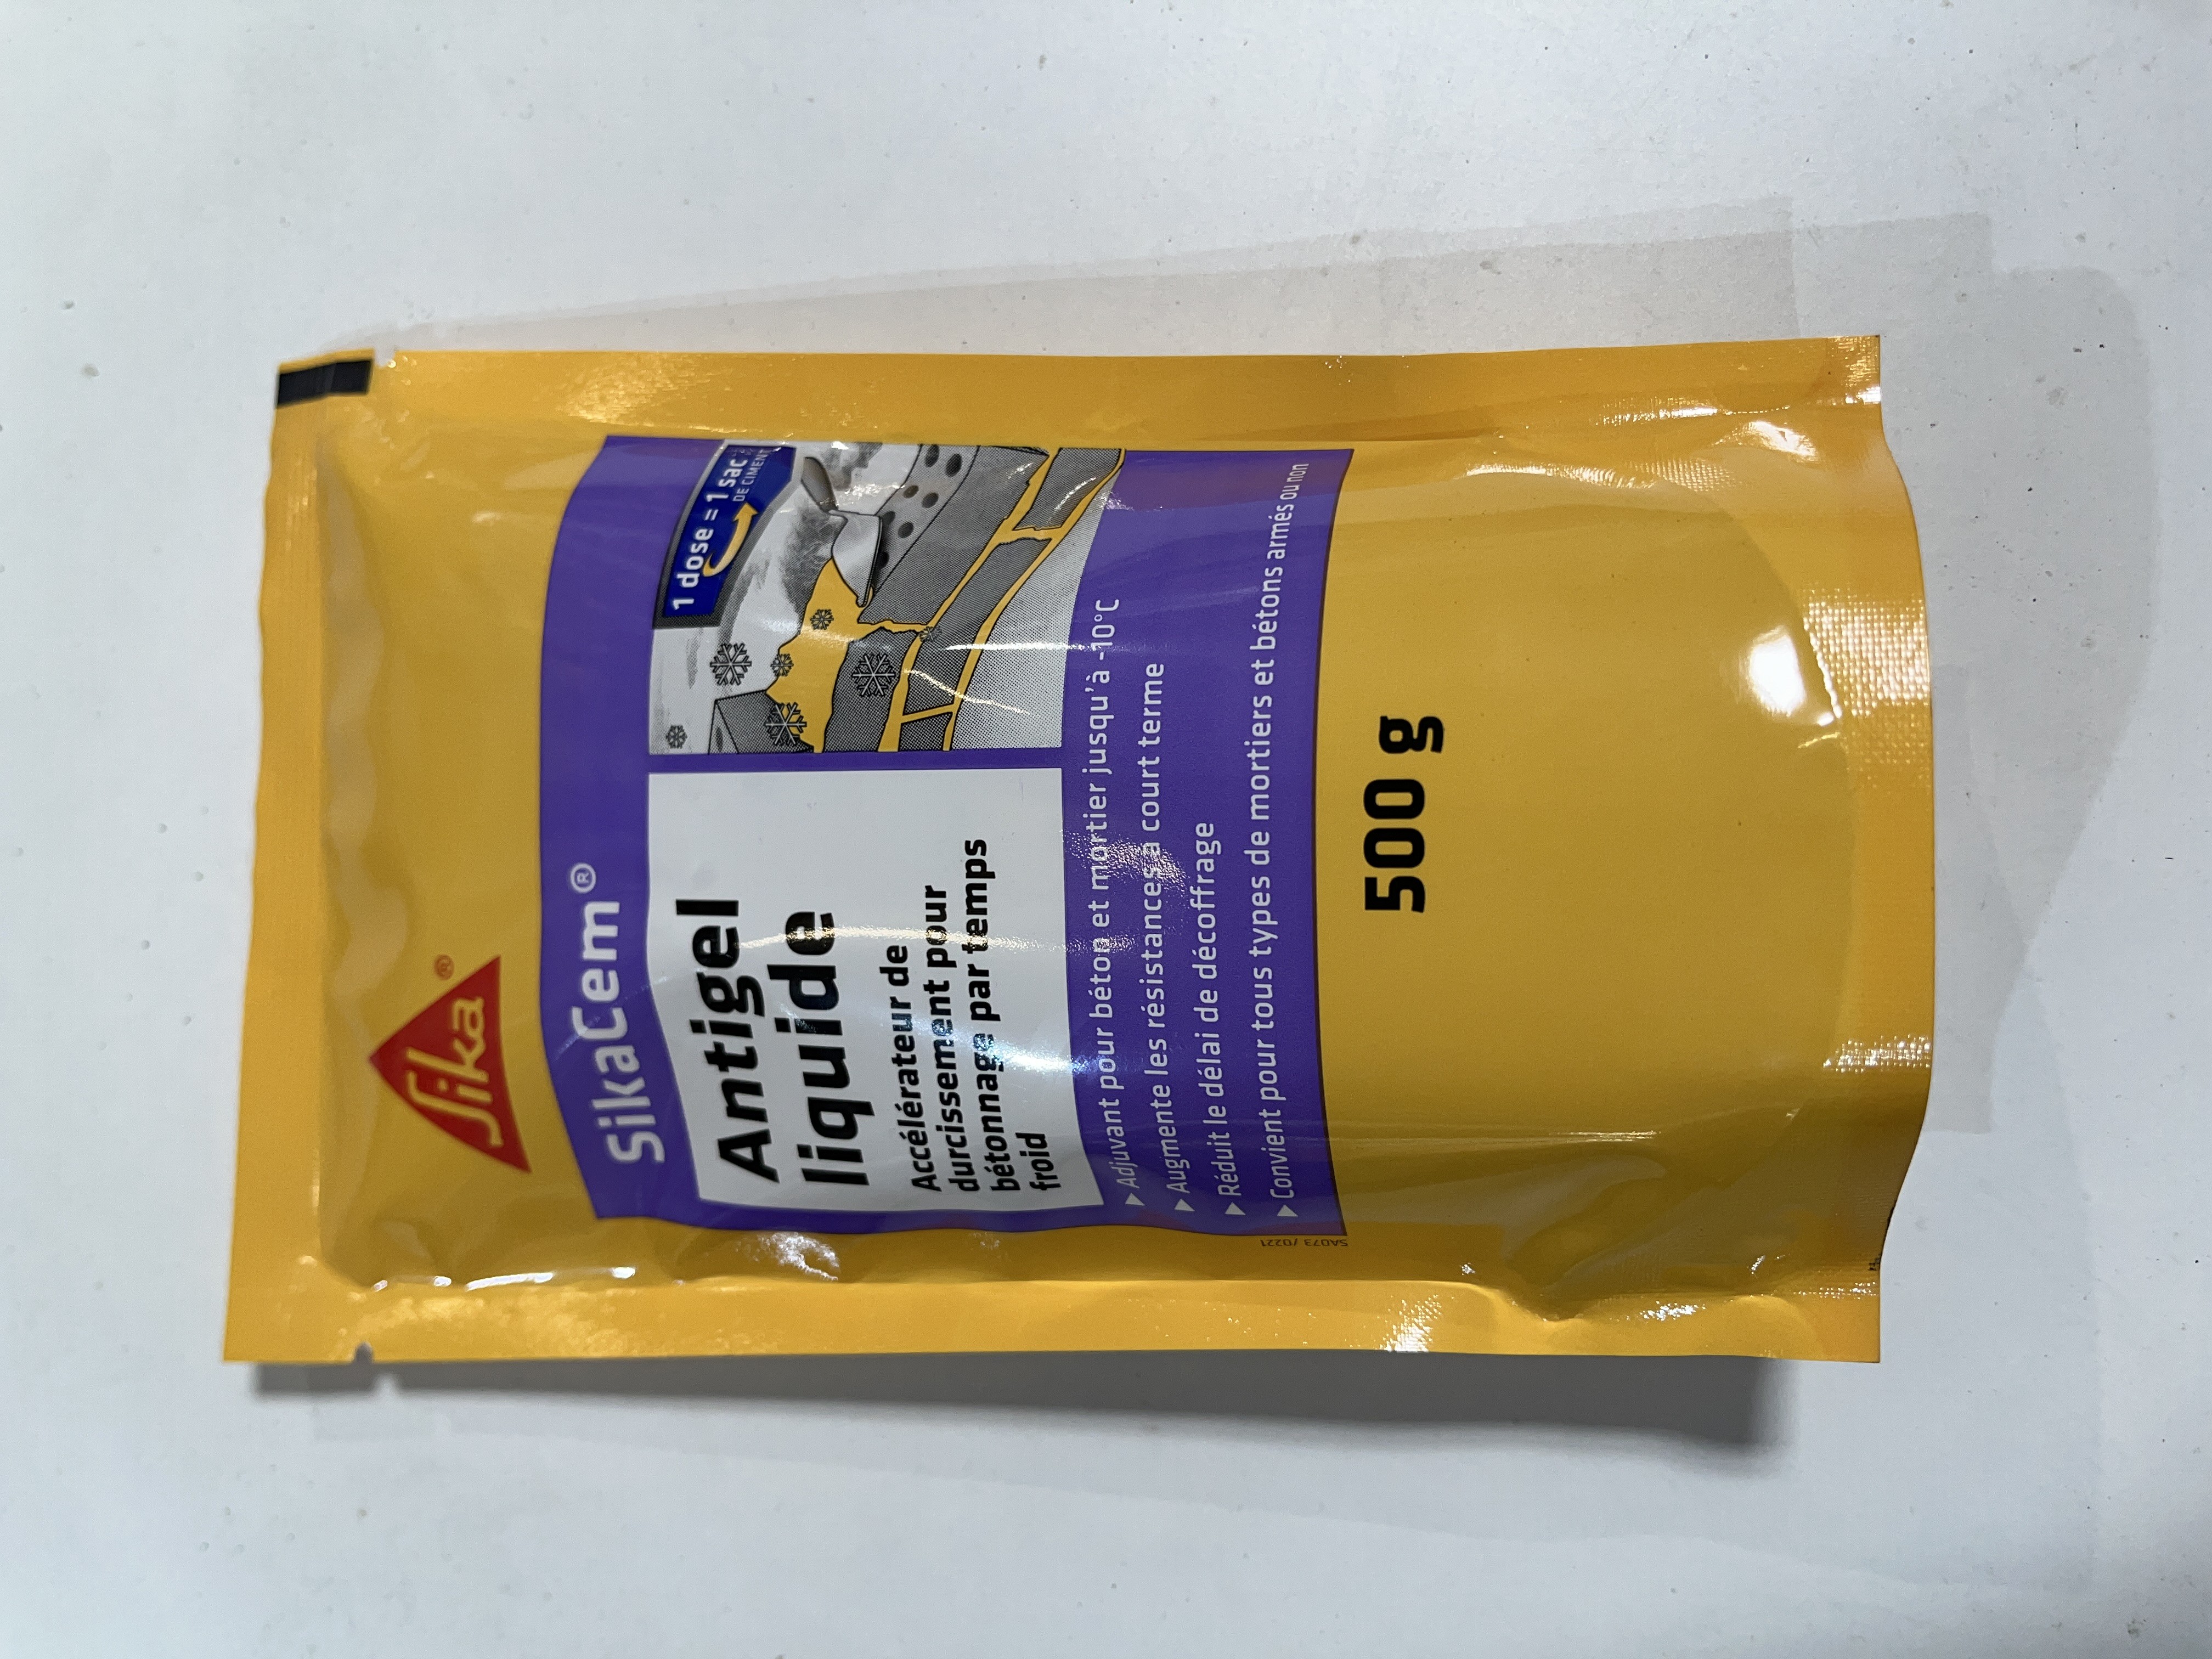 Sika®
SikaCem®
1 dose = 1 sac
DE CIMENT
Antigel
liquide
Accélérateur de
durcissement pour
bétonnage par temps
froid
▶ Adjuvant pour béton et mortier jusqu'à -10°C
▶ Augmente les résistances à court terme
▶ Réduit le délai de décoffrage
▶ Convient pour tous types de mortiers et bétons armés ou non
SAD73 /0221
500 g